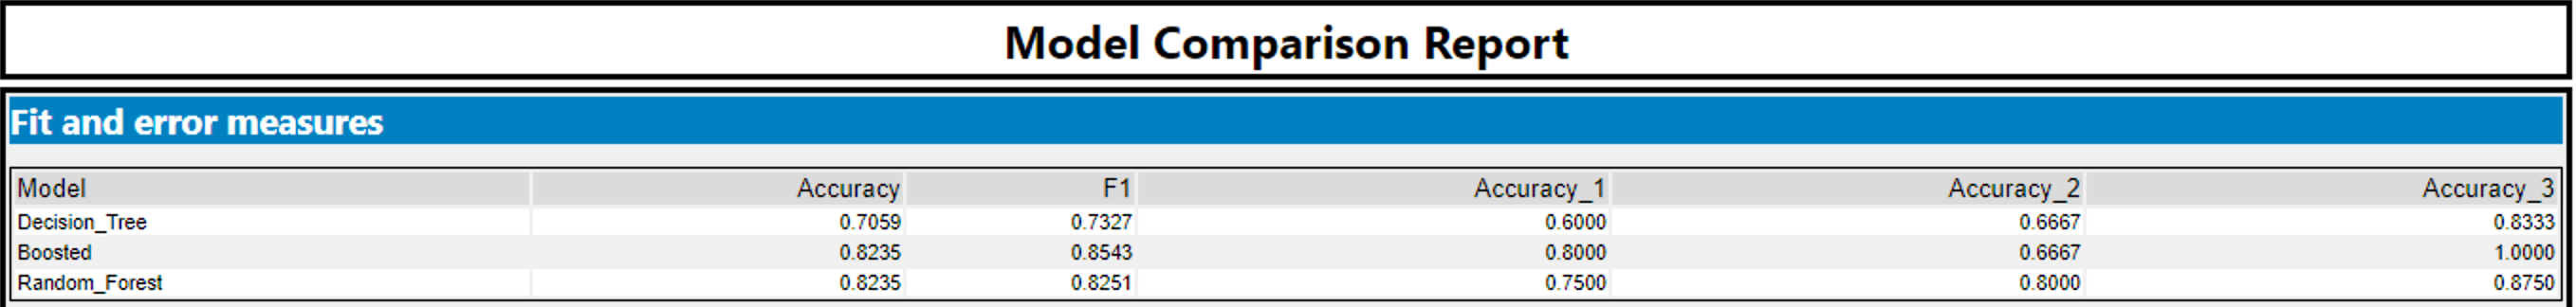 Model Comparison Report
Fit and error measures
Model Accuracy F1 Accuracy_1 Accuracy_2 Accuracy_3
Decision_Tree 0.7059 0.7327 0.6000 0.6667 0.8333
Boosted 0.8235 0.8543 0.8000 0.6667 1.0000
Random_Forest 0.8235 0.8251 0.7500 0.8000 0.8750